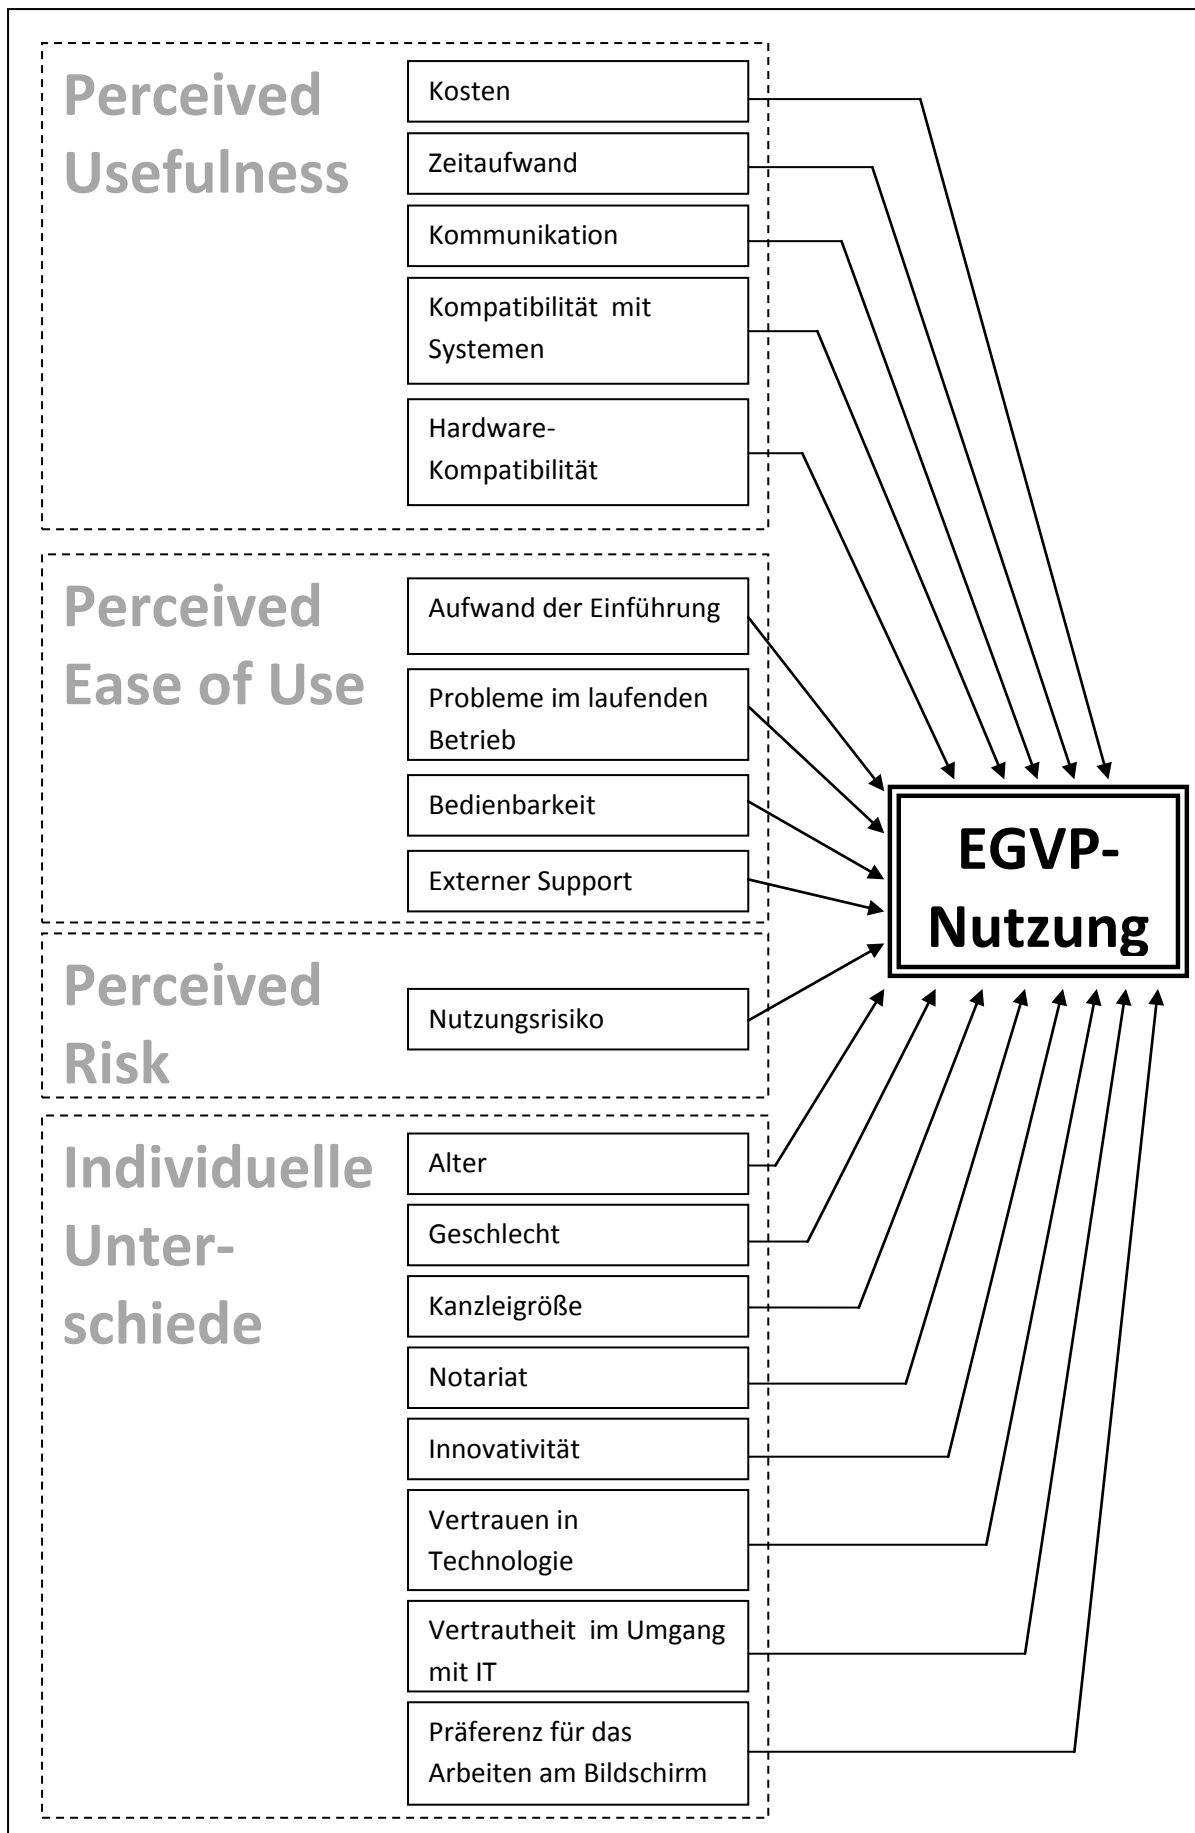 Perceived
Usefulness
Kosten
Zeitaufwand
Kommunikation
Kompatibilität mit
Systemen
Hardware-
Kompatibilität
Perceived
Ease of Use
Aufwand der Einführung
Probleme im laufenden
Betrieb
Bedienbarkeit
Externer Support
EGVP-
Nutzung
Perceived
Risk
Nutzungsrisiko
Individuelle
Unter-
schiede
Alter
Geschlecht
Kanzleigröße
Notariat
Innovativität
Vertrauen in
Technologie
Vertrautheit im Umgang
mit IT
Präferenz für das
Arbeiten am Bildschirm